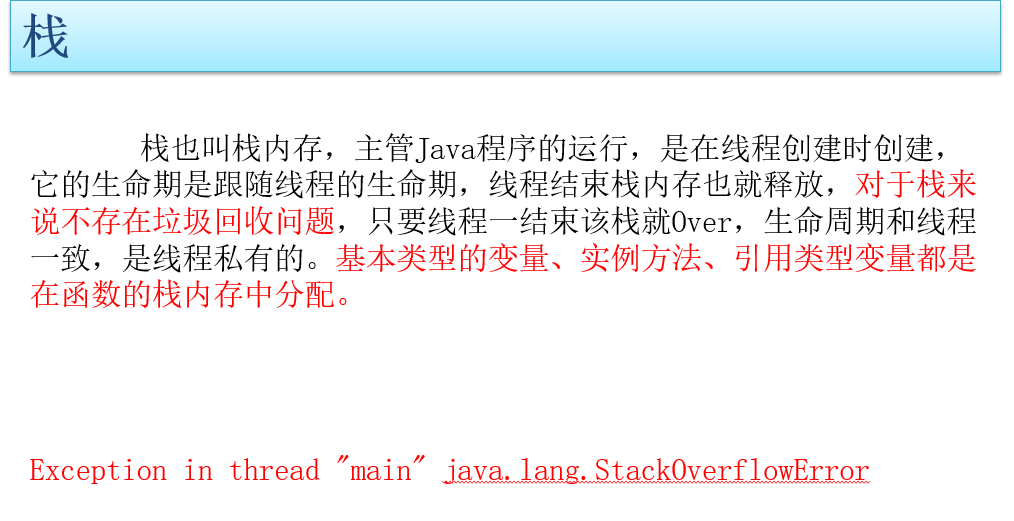 栈
栈也叫栈内存，主管Java程序的运行，是在线程创建时创建，
它的生命期是跟随线程的生命期，线程结束栈内存也就释放，对于栈来
说不存在垃圾回收问题，只要线程一结束该栈就Over，生命周期和线程
一致，是线程私有的。基本类型的变量、实例方法、引用类型变量都是
在函数的栈内存中分配。
Exception in thread "main" java.lang.StackOverflowError